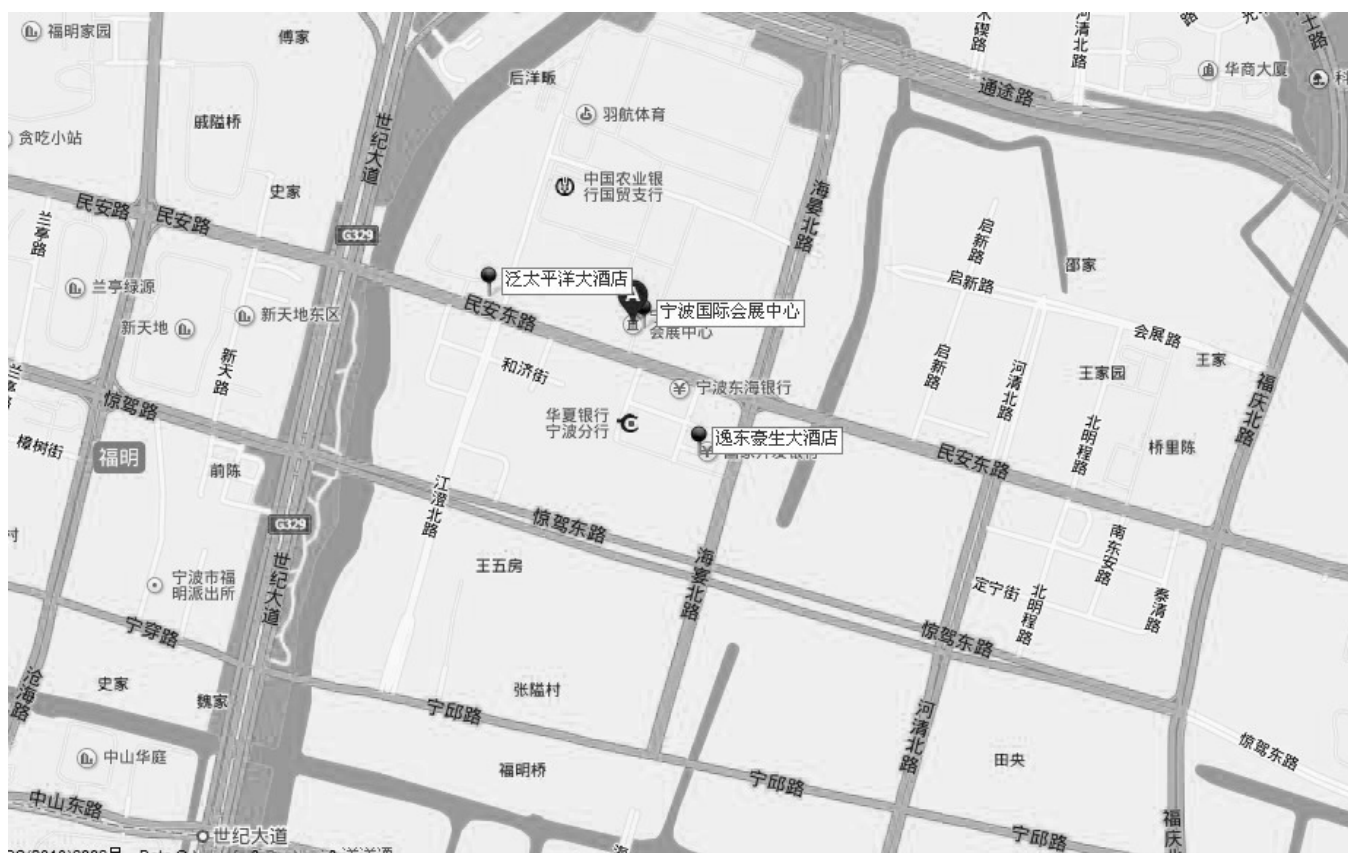 福明家园
傅家
后洋畈
通途路
河清北路
华商大厦
羽航体育
世纪大道
戚隘桥
贪吃小站
中国农业银
行国贸支行
史家
海晏北路
民安路
民安路
兰亭路
G329
启新路
邵家
启新路
泛太平洋大酒店
A
宁波国际会展中心
会展中心
兰亭绿源
新天地
新天地东区
民安东路
会展路
王家
新天路
和济街
启新路
河清北路
王家园
福庆北路
宁波东海银行
惊驾路
华夏银行
宁波分行
逸东豪生大酒店
国家开发银行
北明程路
桥里陈
民安东路
樟树街
福明
前陈
江澄北路
G329
惊驾东路
南东安路
世纪大道
王五房
海晏北路
宁波市福
明派出所
定宁街
北明程路
泰清路
宁穿路
惊驾东路
沧海路
史家
魏家
张隘村
宁邱路
河清北路
中山华庭
福明桥
田央
惊驾东路
宁邱路
中山东路
世纪大道
宁邱路
福庆北